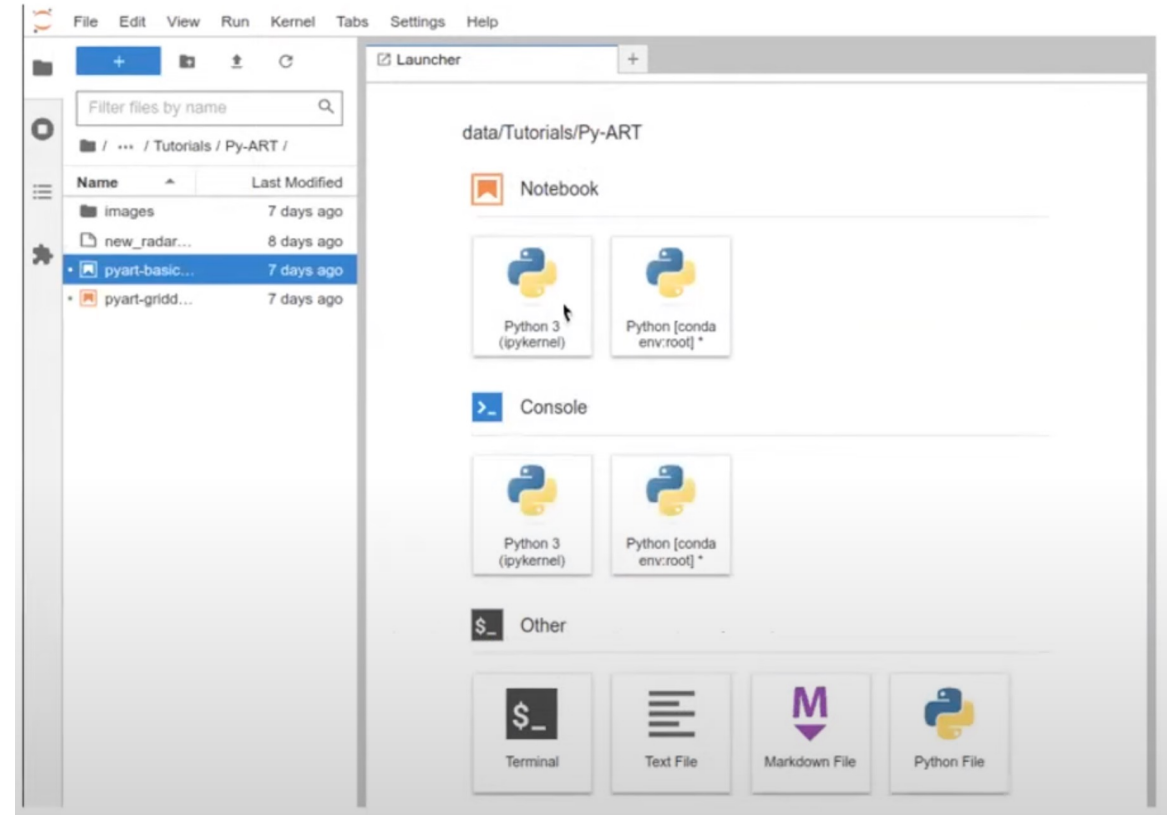 File Edit View Run Kernel Tabs Settings Help
+
Launcher
+
Filter files by name
/ ... / Tutorials / Py-ART /
Name Last Modified
images 7 days ago
new_radar... 8 days ago
pyart-basic... 7 days ago
pyart-gridd... 7 days ago
data/Tutorials/Py-ART
Notebook
Python 3
(ipykernel)
Python [conda
env:root] *
>_ Console
Python 3
(ipykernel)
Python [conda
env:root] *
$_ Other
$_
Terminal
Text File
M
Markdown File
Python File